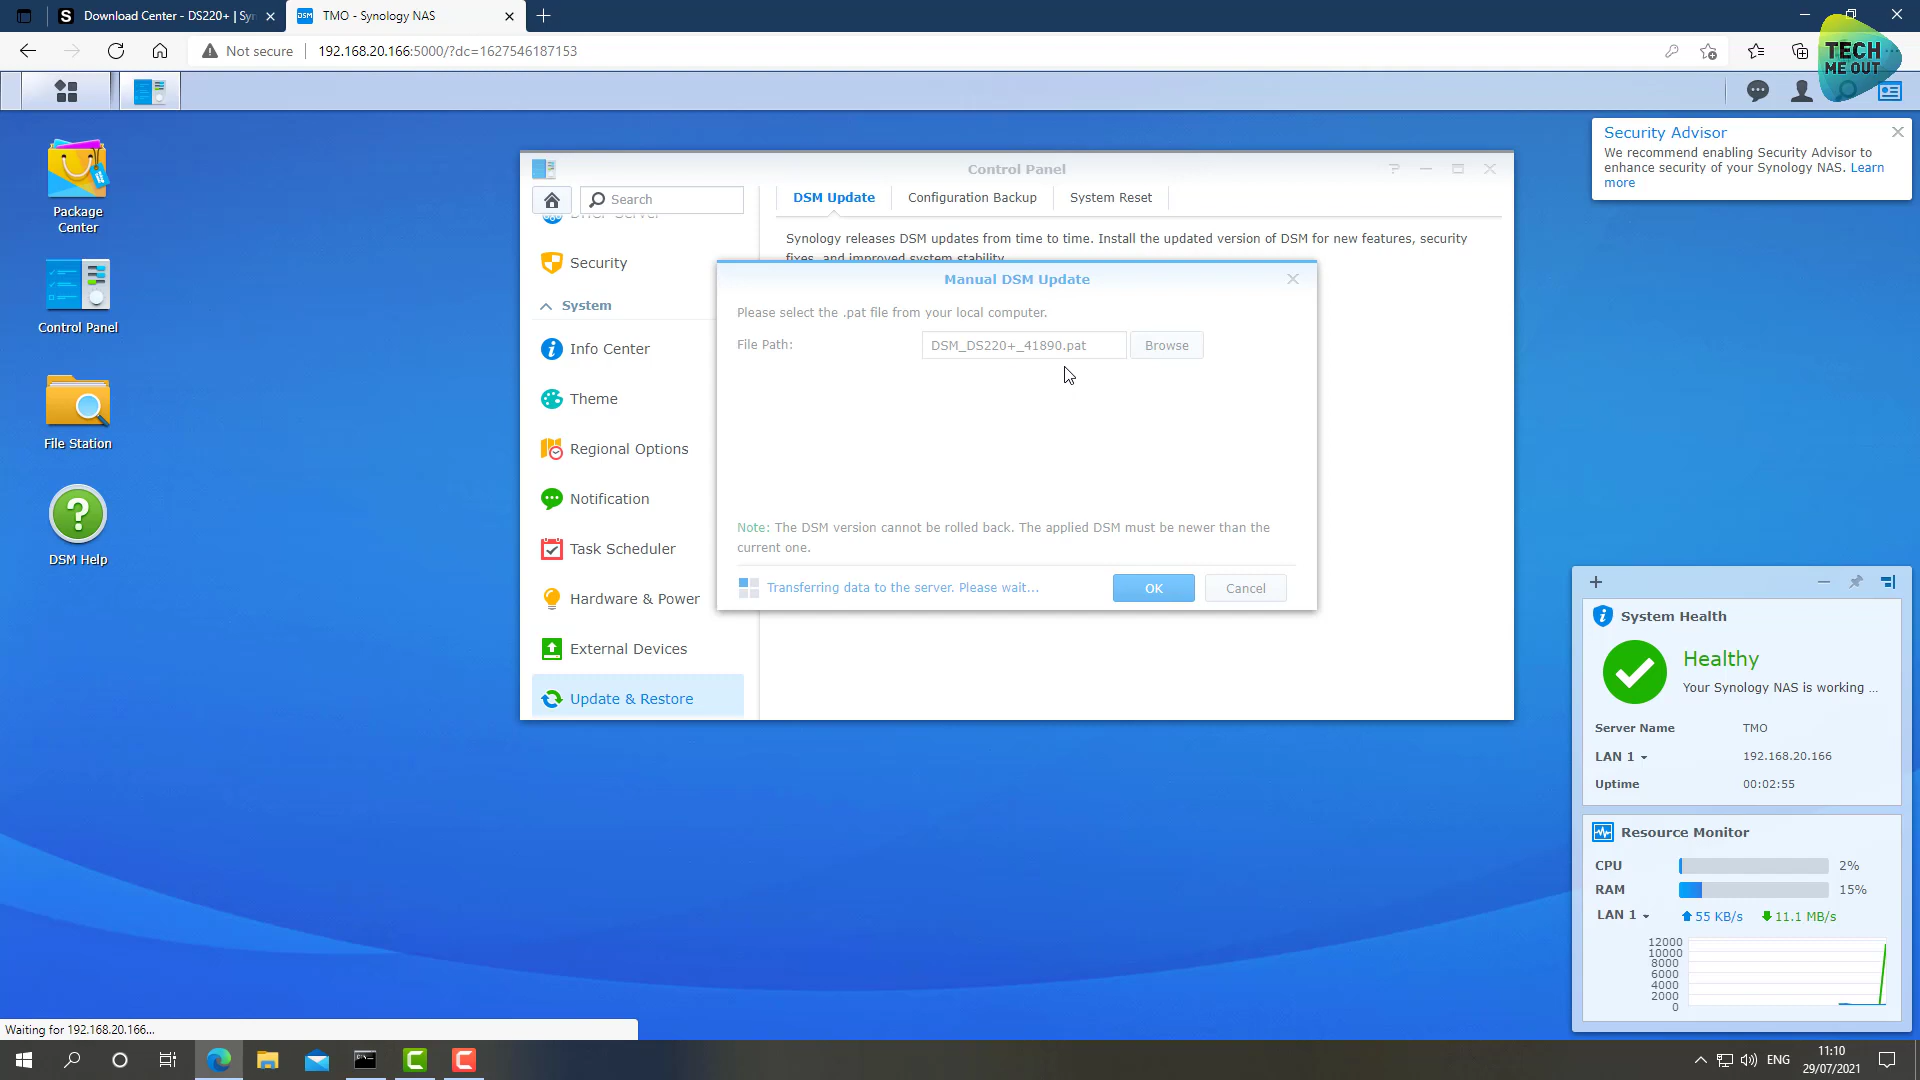 Download Center - DS220+ | Sy
TMO - Synology NAS
Not secure
192.168.20.166:5000/?dc=1627546187153
TECH
ME OUT
Security Advisor
We recommend enabling Security Advisor to
enhance security of your Synology NAS. Learn
more
Package
Center
Control Panel
File Station
DSM Help
Control Panel
Search
DSM Update
Configuration Backup
System Reset
Synology releases DSM updates from time to time. Install the updated version of DSM for new features, security
fixes, and improved system stability
DHCP Server
Security
System
Info Center
Theme
Regional Options
Notification
Task Scheduler
Hardware & Power
External Devices
Update & Restore
Manual DSM Update
Please select the .pat file from your local computer.
File Path:
DSM_DS220+_41890.pat
Browse
Note: The DSM version cannot be rolled back. The applied DSM must be newer than the
current one.
Transferring data to the server. Please wait...
OK
Cancel
System Health
Healthy
Your Synology NAS is working ...
Server Name
TMO
LAN 1
192.168.20.166
Uptime
00:02:55
Resource Monitor
CPU
2%
RAM
15%
LAN 1
55 KB/s
11.1 MB/s
12000
10000
8000
6000
4000
2000
0
Waiting for 192.168.20.166...
ENG
11:10
29/07/2021